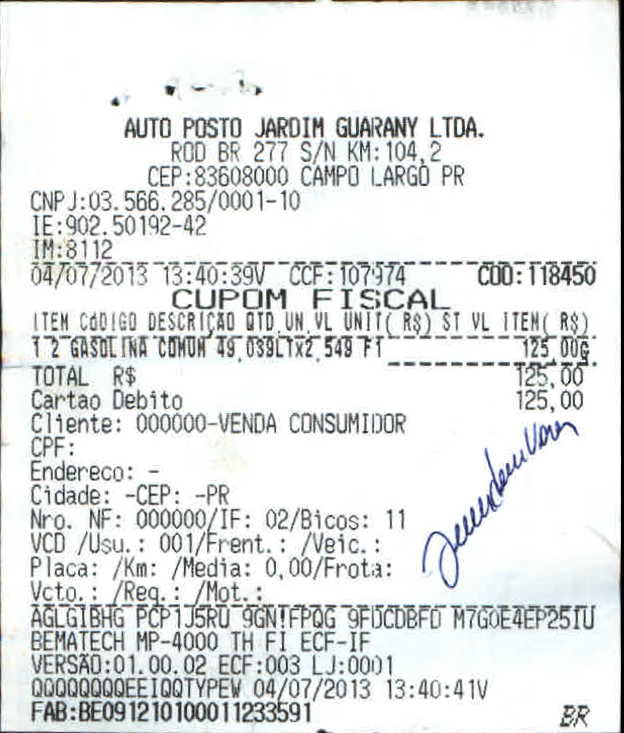 AUTO POSTO JARDIM GUARANY LTDA.
ROD BR 277 S/N KM:104,2
CEP:83608000 CAMPO LARGO PR
CNPJ:03.566.285/0001-10
IE:902.50192-42
IM:8112
04/07/2013 13:40:39V CCF:107974 COO:118450
CUPOM FISCAL
ITEM CÓDIGO DESCRIÇÃO QTD.UN.VL UNIT( R$) ST VL ITEM( R$)
1 2 GASOLINA COMUM 49,039LTx2,549 F1 125,00G
TOTAL R$ 125,00
Cartao Debito 125,00
Cliente: 000000-VENDA CONSUMIDOR
CPF:
Endereco: -
Cidade: -CEP: -PR
Nro. NF: 000000/IF: 02/Bicos: 11
VCD /Usu.: 001/Frent.: /Veic.:
Placa: /Km: /Media: 0,00/Frota:
Vcto.: /Req.: /Mot.:
AGLGIBHG PCP1J5RU 9GN!FPQG 9FDCDBFD M7GOE4EP25IU
BEMATECH MP-4000 TH FI ECF-IF
VERSÃO:01.00.02 ECF:003 LJ:0001
QQQQQQQQEEIQQTYPEW 04/07/2013 13:40:41V
FAB:BE091210100011233591 BR